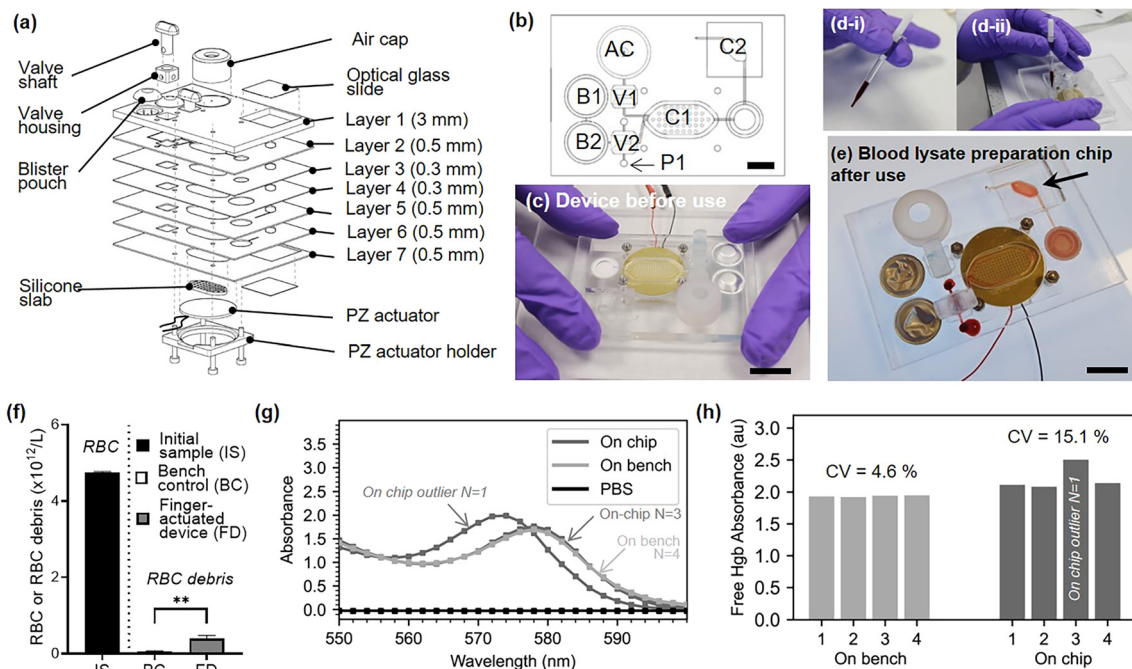 (a)
Valve
shaft
Valve
housing
Blister
pouch
Silicone
slab
Air cap
Optical glass
slide
Layer 1 (3 mm)
Layer 2 (0.5 mm)
Layer 3 (0.3 mm)
Layer 4 (0.3 mm)
Layer 5 (0.5 mm)
Layer 6 (0.5 mm)
Layer 7 (0.5 mm)
PZ actuator
PZ actuator holder
(b)
AC
C2
B1
V1
C1
B2
V2
P1
(c) Device before use
(d-i)
(d-ii)
(e) Blood lysate preparation chip
after use
(f)
RBC or RBC debris (x10¹²/L)
6
4
2
0
RBC
Initial
sample (IS)
Bench
control (BC)
Finger-
actuated
device (FD)
RBC debris
**
IS
BC
FD
(g)
Absorbance
3.5
3.0
2.5
2.0
1.5
1.0
0.5
0.0
On chip
On bench
PBS
On chip outlier N=1
On-chip N=3
On bench
N=4
550
560
570
580
590
Wavelength (nm)
(h)
Free Hgb Absorbance (au)
3.0
2.5
2.0
1.5
1.0
0.5
0.0
CV = 4.6 %
CV = 15.1 %
On chip outlier N=1
1 2 3 4
On bench
1 2 3 4
On chip